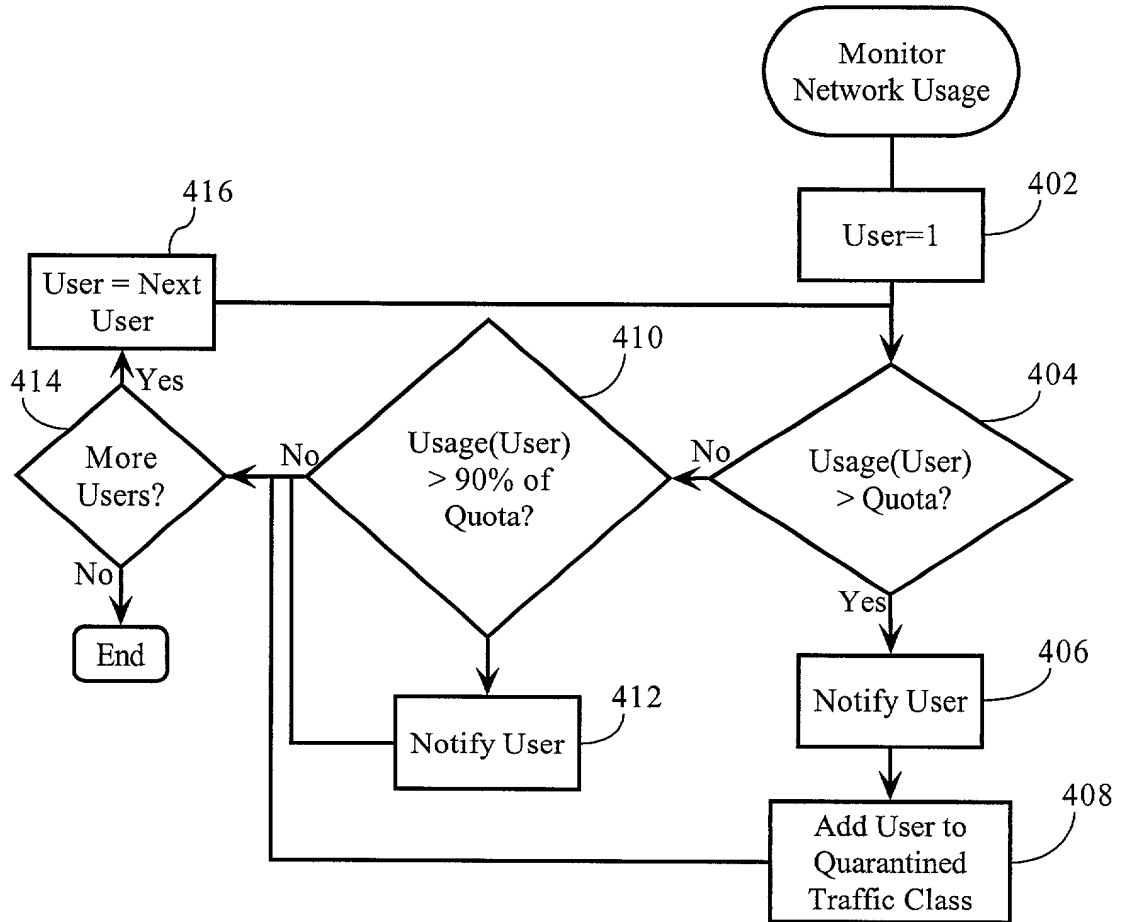 Monitor
Network Usage
402
User=1
416
User = Next
User
414
Yes
More
Users?
No
End
410
Usage(User)
> 90% of
Quota?
No
412
Notify User
404
Usage(User)
> Quota?
No
Yes
406
Notify User
408
Add User to
Quarantined
Traffic Class